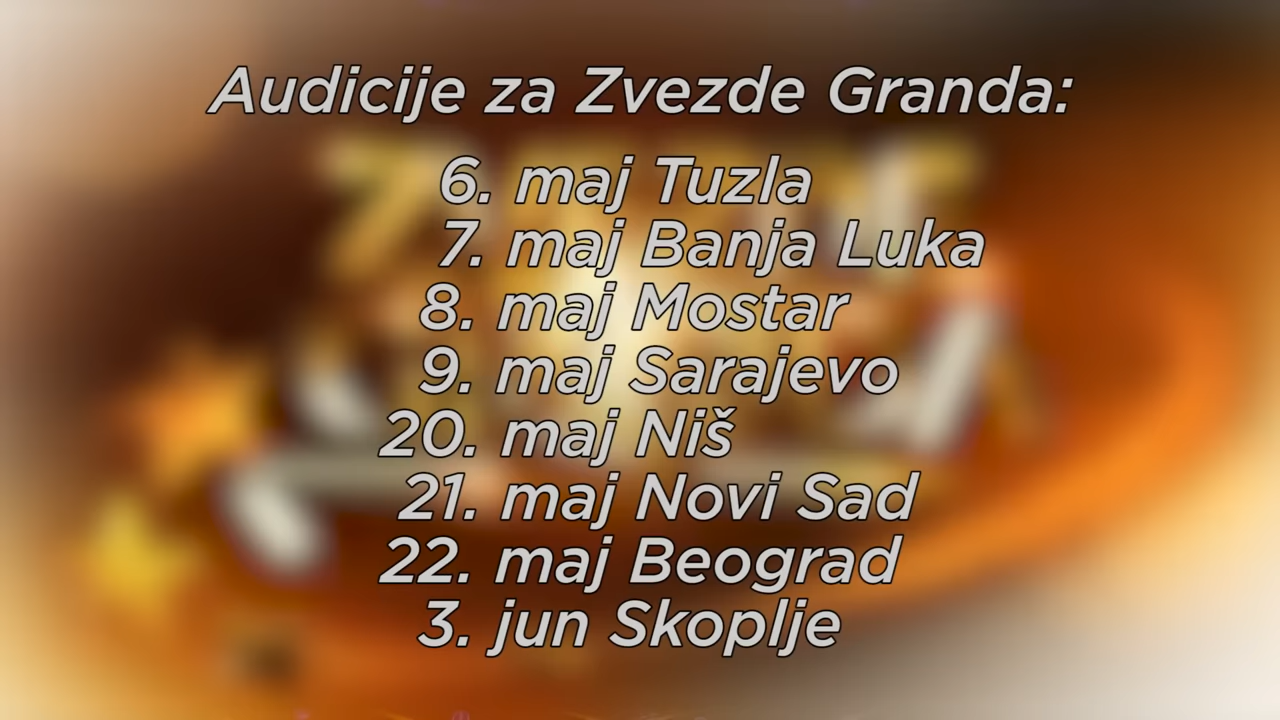 Audicije za Zvezde Granda:
6. maj Tuzla
7. maj Banja Luka
8. maj Mostar
9. maj Sarajevo
20. maj Niš
21. maj Novi Sad
22. maj Beograd
3. jun Skoplje